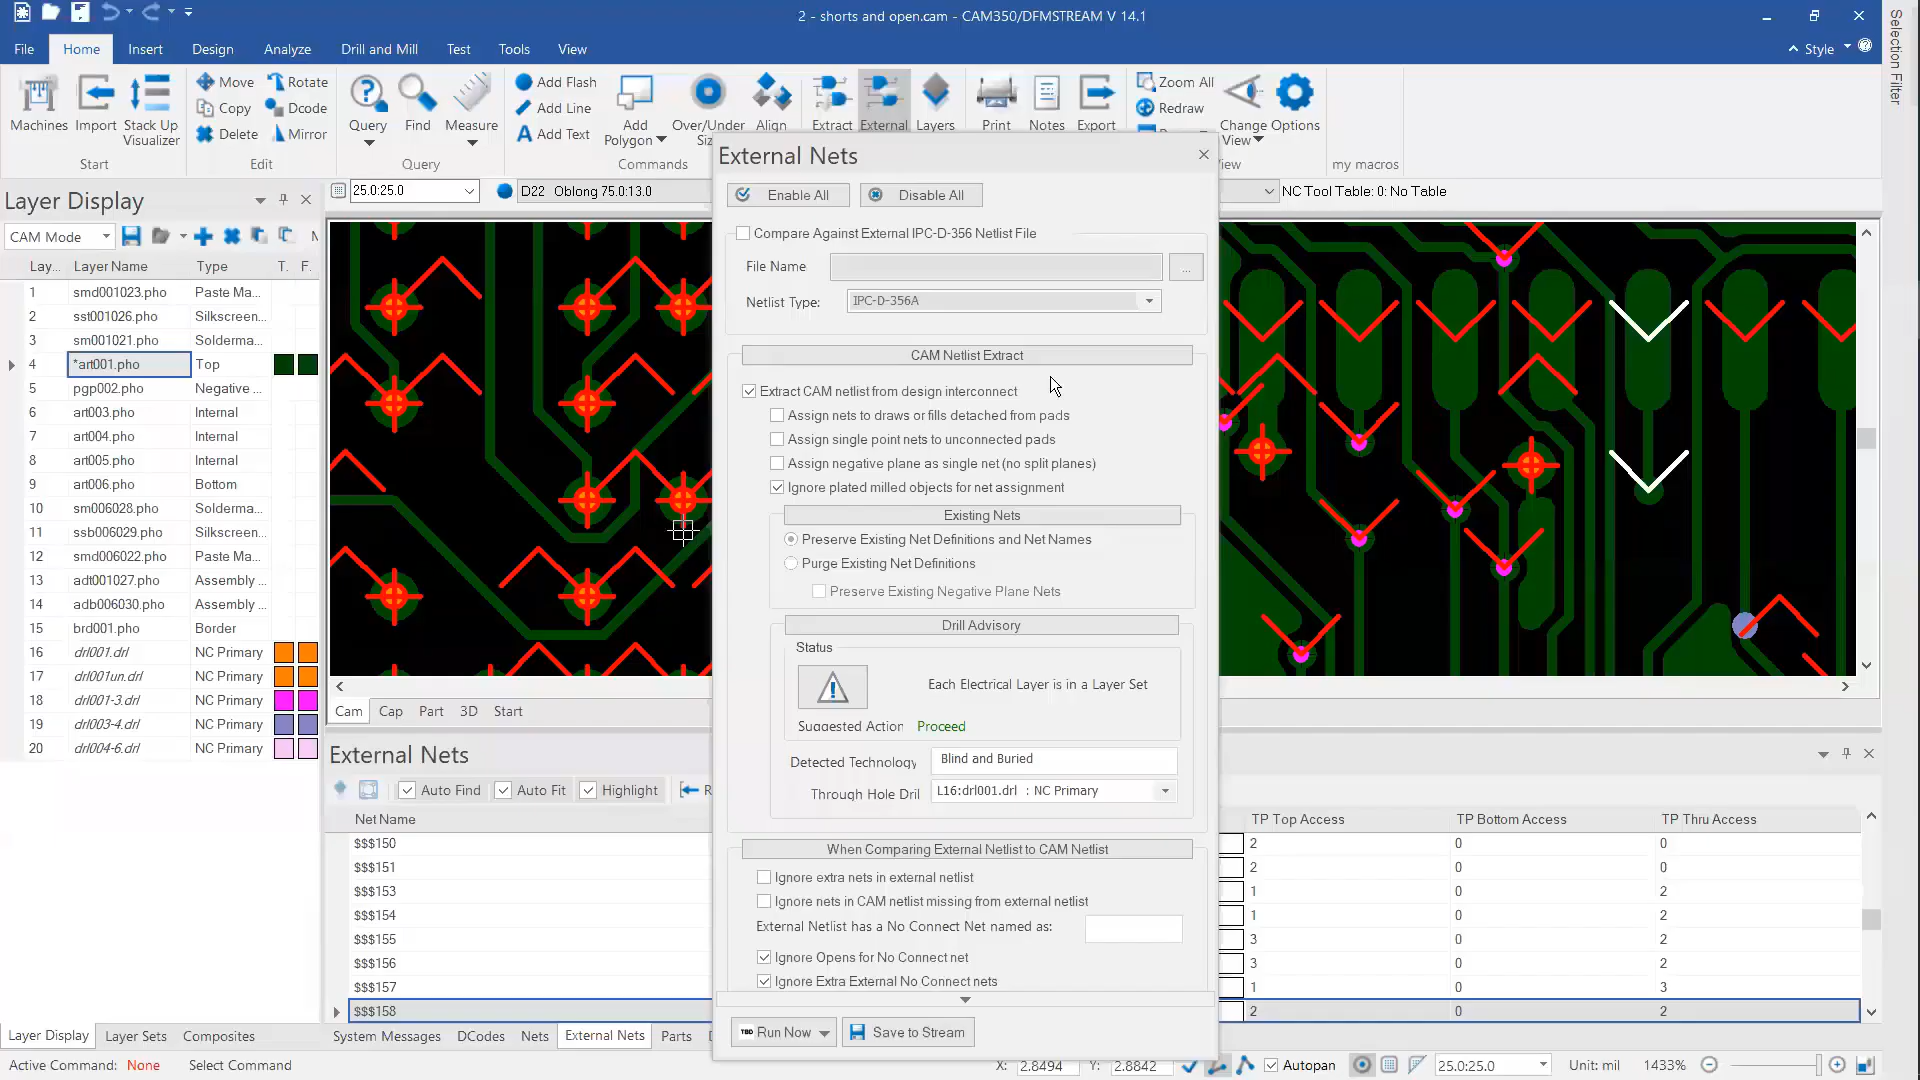 2 - shorts and open.cam - CAM350/DFMSTREAM V 14.1
File Home Insert Design Analyze Drill and Mill Test Tools View
Style
Selection Filter
Move Rotate
Copy Dcode
Delete Mirror
Add Flash
Add Line
Add Text
Zoom All
Redraw
Machines Import Stack Up Visualizer
Query Find Measure
Add Polygon
Over/Under
Align Extract External Layers Print Notes Export
Change View Options
Start Edit Query Commands my macros
25.0:25.0
D22 Oblong 75.0:13.0
NC Tool Table: 0: No Table
Layer Display
CAM Mode
Lay... Layer Name Type T. F.
1 smd001023.pho Paste Ma...
2 sst001026.pho Silkscreen...
3 sm001021.pho Solderma...
4 *art001.pho Top
5 pgp002.pho Negative
6 art003.pho Internal
7 art004.pho Internal
8 art005.pho Internal
9 art006.pho Bottom
10 sm006028.pho Solderma...
11 ssb006029.pho Silkscreen...
12 smd006022.pho Paste Ma...
13 adt001027.pho Assembly ...
14 adb006030.pho Assembly ...
15 brd001.pho Border
16 drl001.drl NC Primary
17 drl001un.drl NC Primary
18 drl001-3.drl NC Primary
19 drl003-4.drl NC Primary
20 drl004-6.drl NC Primary
External Nets
Enable All Disable All
Compare Against External IPC-D-356 Netlist File
File Name ...
Netlist Type: IPC-D-356A
CAM Netlist Extract
Extract CAM netlist from design interconnect
Assign nets to draws or fills detached from pads
Assign single point nets to unconnected pads
Assign negative plane as single net (no split planes)
Ignore plated milled objects for net assignment
Existing Nets
Preserve Existing Net Definitions and Net Names
Purge Existing Net Definitions
Preserve Existing Negative Plane Nets
Drill Advisory
Status
Each Electrical Layer is in a Layer Set
Suggested Action Proceed
Detected Technology Blind and Buried
Through Hole Dril L16:drl001.drl : NC Primary
When Comparing External Netlist to CAM Netlist
Ignore extra nets in external netlist
Ignore nets in CAM netlist missing from external netlist
External Netlist has a No Connect Net named as:
Ignore Opens for No Connect net
Ignore Extra External No Connect nets
TBD Run Now Save to Stream
Cam Cap Part 3D Start
External Nets
Auto Find Auto Fit Highlight
Net Name TP Top Access TP Bottom Access TP Thru Access
$$$150 2 0 0
$$$151 2 0 0
$$$153 1 0 2
$$$154 1 0 2
$$$155 3 0 2
$$$156 3 0 2
$$$157 1 0 3
$$$158 2 0 2
Layer Display Layer Sets Composites
System Messages DCodes Nets External Nets Parts
Active Command: None Select Command
X: 2.8494 Y: 2.8842 Autopan 25.0:25.0 Unit: mil 1433%